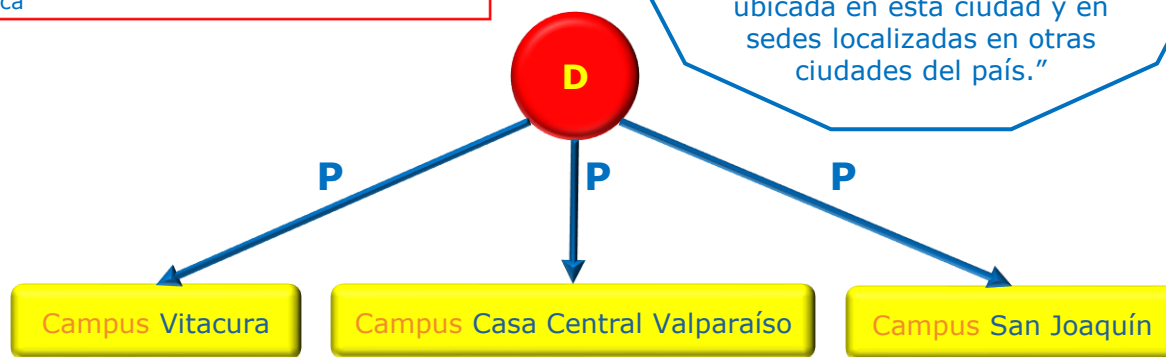 ubicada en esta ciudad y en
sedes localizadas en otras
ciudades del país.”
D
P
P
P
Campus Vitacura
Campus Casa Central Valparaíso
Campus San Joaquín